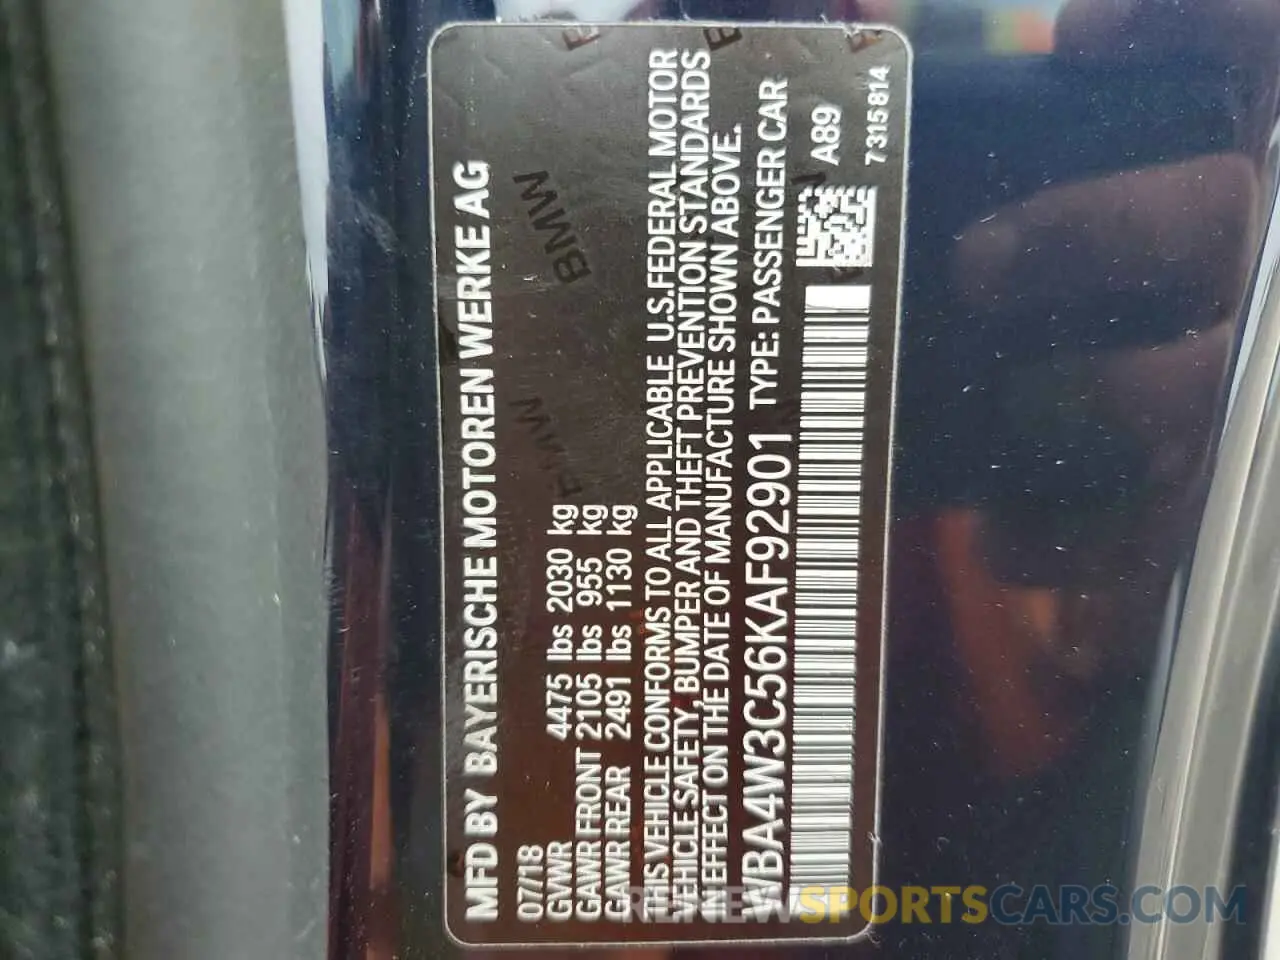 MFD BY BAYERISCHE MOTOREN WERKE AG
07/18
GVWR 4475 lbs 2030 kg
GAWR FRONT 2105 lbs 955 kg
GAWR REAR 2491 lbs 1130 kg
THIS VEHICLE CONFORMS TO ALL APPLICABLE U.S.FEDERAL MOTOR
VEHICLE SAFETY, BUMPER AND THEFT PREVENTION STANDARDS
IN EFFECT ON THE DATE OF MANUFACTURE SHOWN ABOVE.
WBA4W3C56KAF92901 TYPE: PASSENGER CAR
A89
7315814
BMW
BMW
RENEWSPORTSCARS.COM